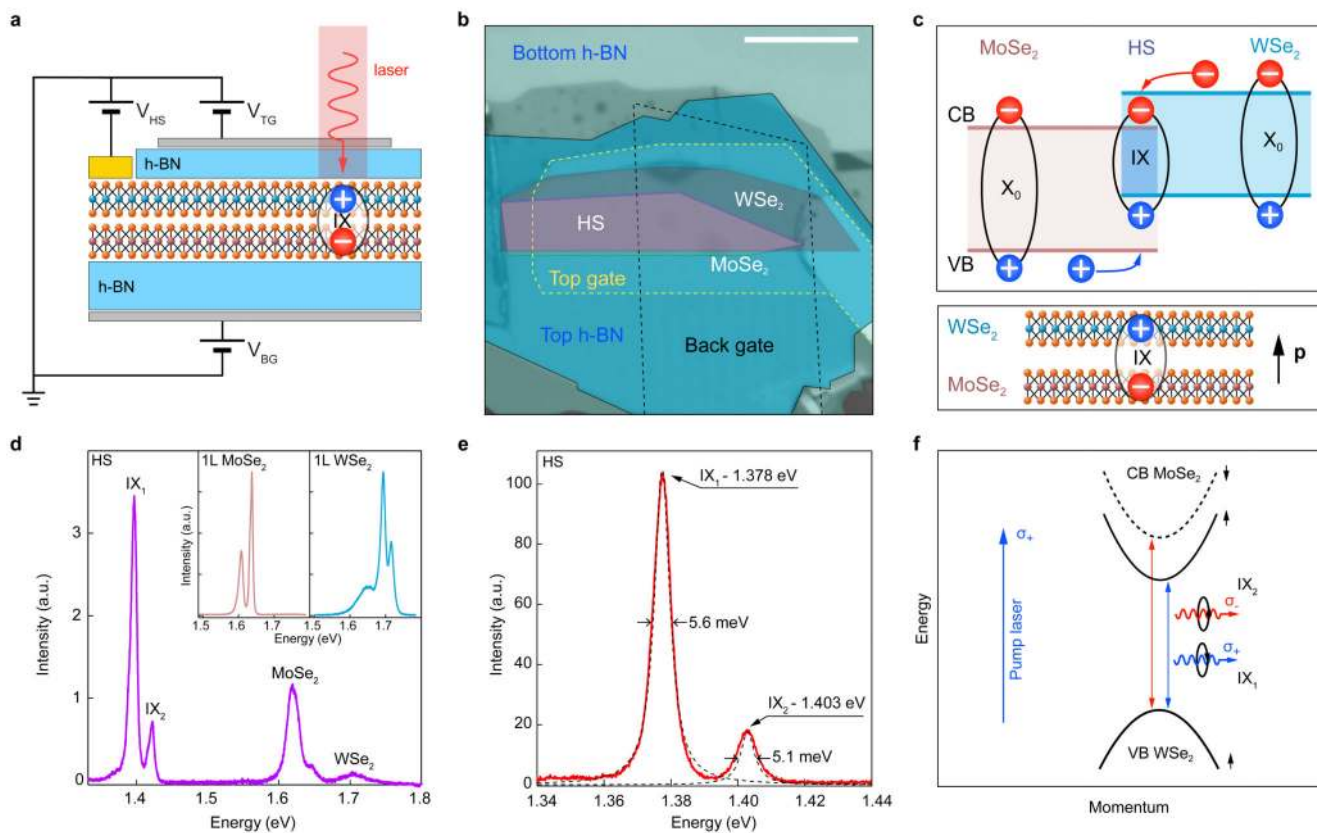 a
laser
V_HS
V_TG
h-BN
+
IX
−
h-BN
V_BG
b
Bottom h-BN
WSe₂
HS
MoSe₂
Top gate
Top h-BN
Back gate
c
MoSe₂ HS WSe₂
CB
IX
X₀
X₀
VB
WSe₂
IX
MoSe₂
p
d
HS
1L MoSe₂
1L WSe₂
IX₁
IX₂
MoSe₂
WSe₂
Intensity (a.u.)
1.5 1.6 1.7 1.6 1.7
Energy (eV)
Intensity (a.u.)
3
2
1
0
1.4 1.5 1.6 1.7 1.8
Energy (eV)
e
HS
IX₁ - 1.378 eV
5.6 meV
IX₂ - 1.403 eV
5.1 meV
Intensity (a.u.)
100
80
60
40
20
0
1.34 1.36 1.38 1.40 1.42 1.44
Energy (eV)
f
CB MoSe₂
σ₊
Pump laser
Energy
IX₂
σ₋
σ₊
IX₁
VB WSe₂
Momentum